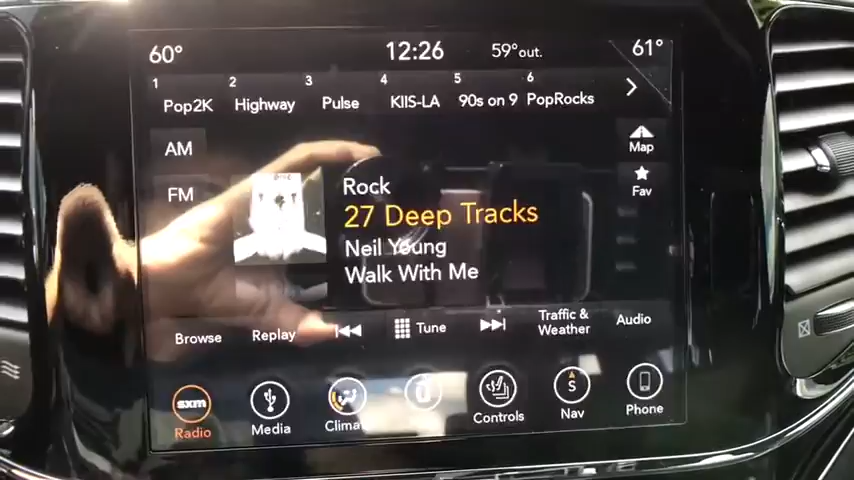 60° 12:26 59°out. 61°
1 2 3 4 5 6
Pop2K Highway Pulse KIIS-LA 90s on 9 PopRocks
AM
Map
FM
Fav
Rock
27 Deep Tracks
Neil Young
Walk With Me
Browse Replay Tune Traffic & Weather Audio
sxm S
Radio Media Climat Controls Nav Phone